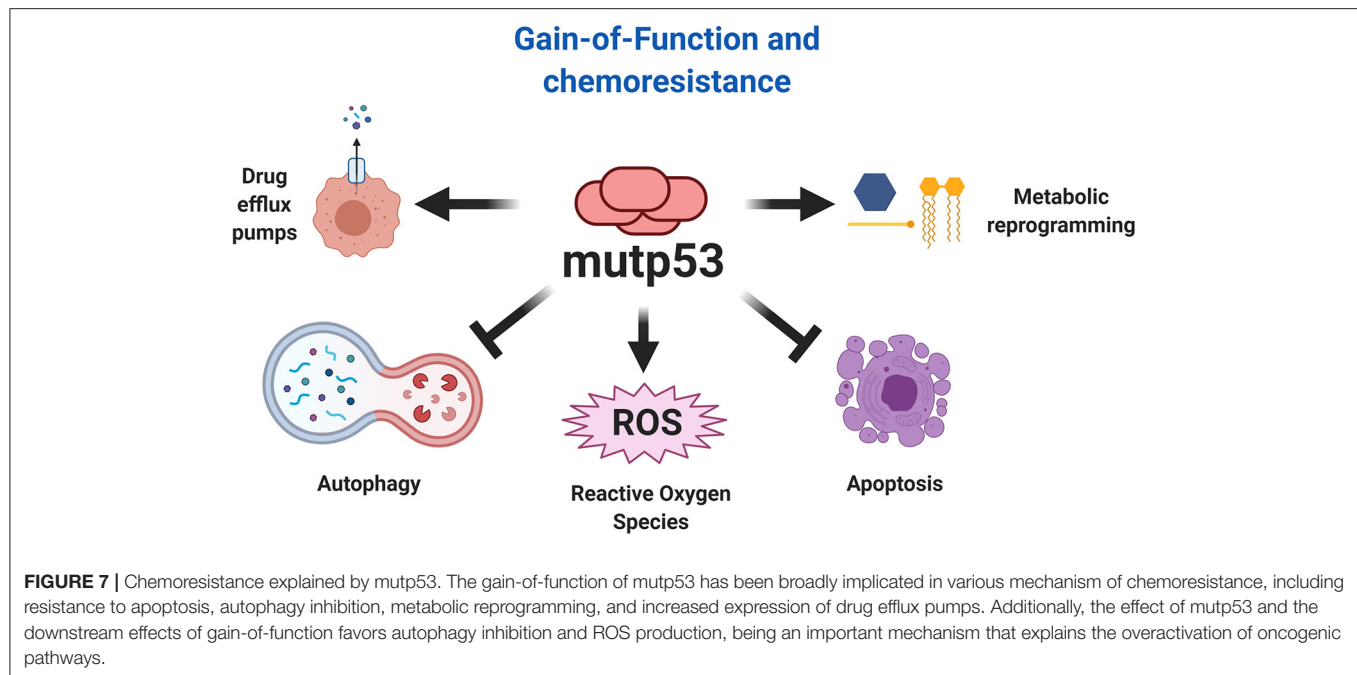 Gain-of-Function and
chemoresistance
Drug
efflux
pumps
Metabolic
reprogramming
mutp53
Autophagy
ROS
Reactive Oxygen
Species
Apoptosis
FIGURE 7 | Chemoresistance explained by mutp53. The gain-of-function of mutp53 has been broadly implicated in various mechanism of chemoresistance, including
resistance to apoptosis, autophagy inhibition, metabolic reprogramming, and increased expression of drug efflux pumps. Additionally, the effect of mutp53 and the
downstream effects of gain-of-function favors autophagy inhibition and ROS production, being an important mechanism that explains the overactivation of oncogenic
pathways.